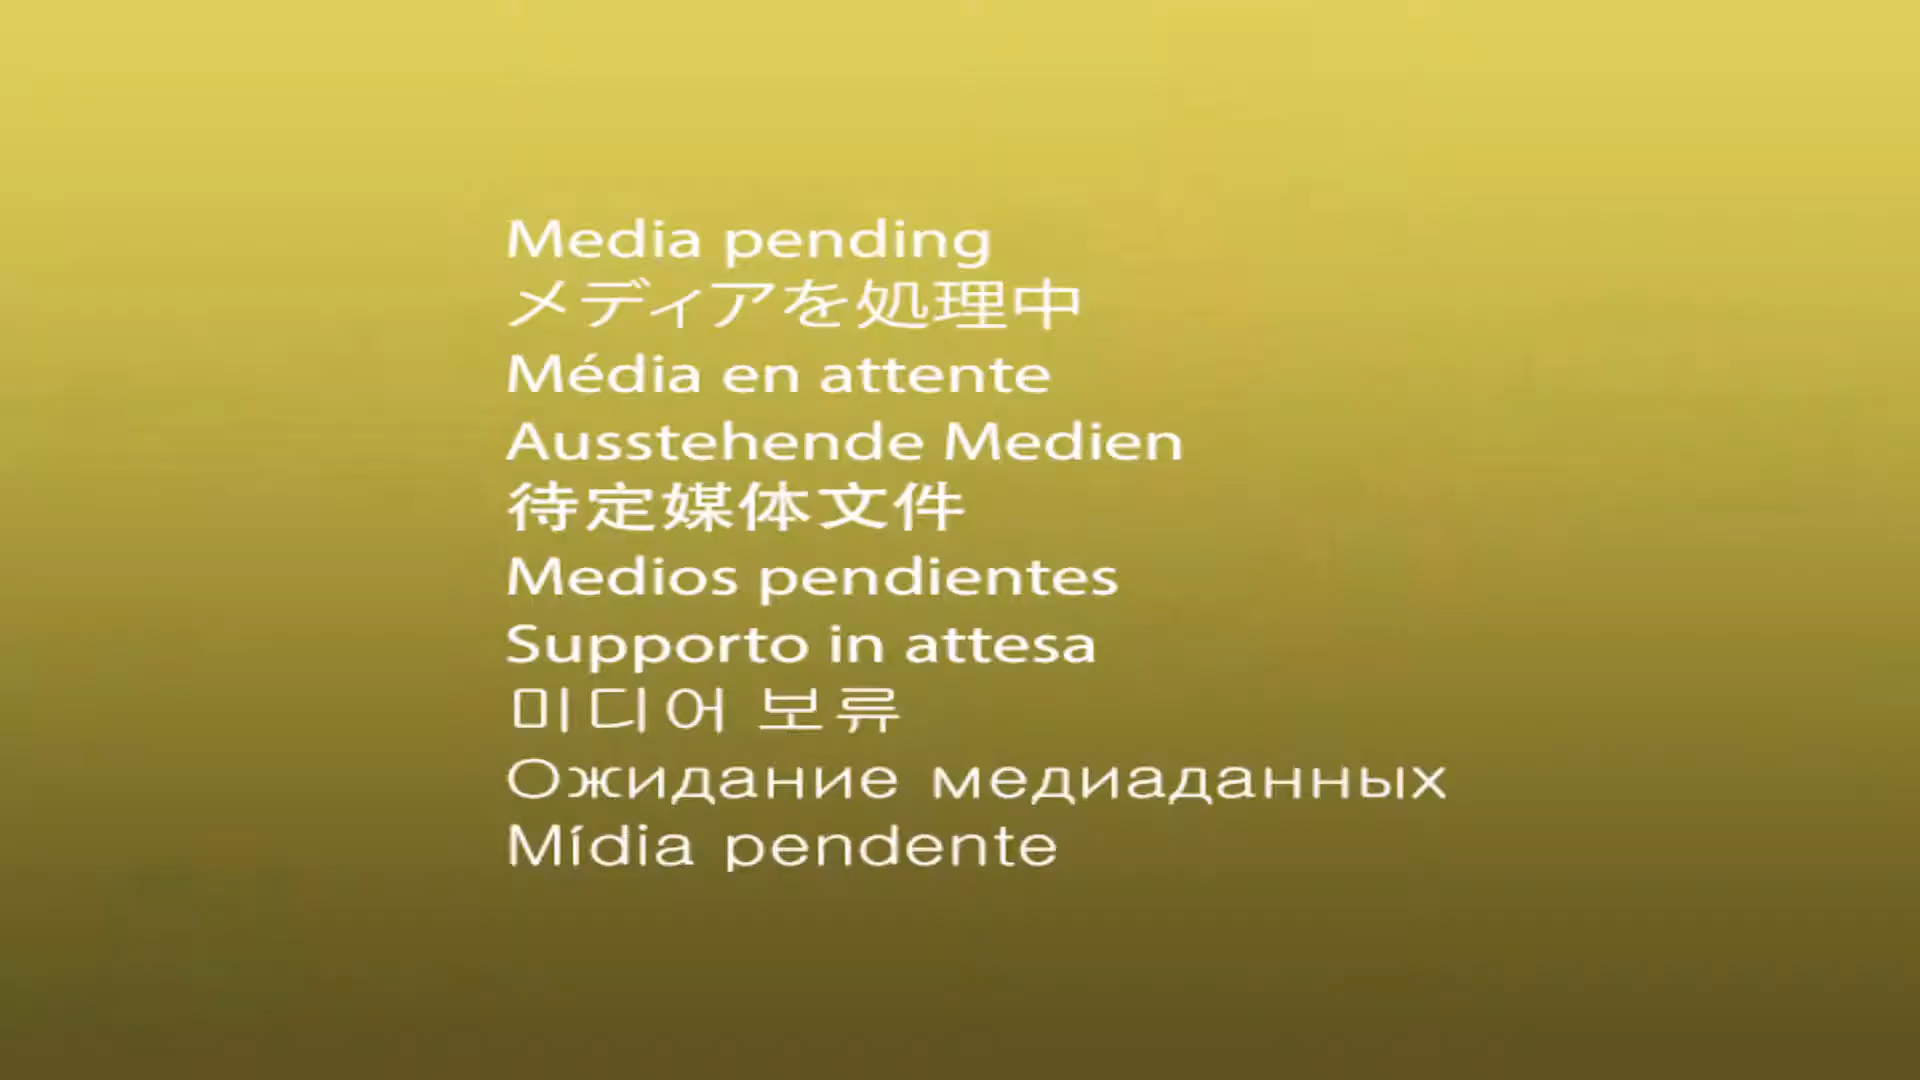 Media pending
メディアを処理中
Média en attente
Ausstehende Medien
待定媒体文件
Medios pendientes
Supporto in attesa
미디어 보류
Ожидание медиаданных
Mídia pendente